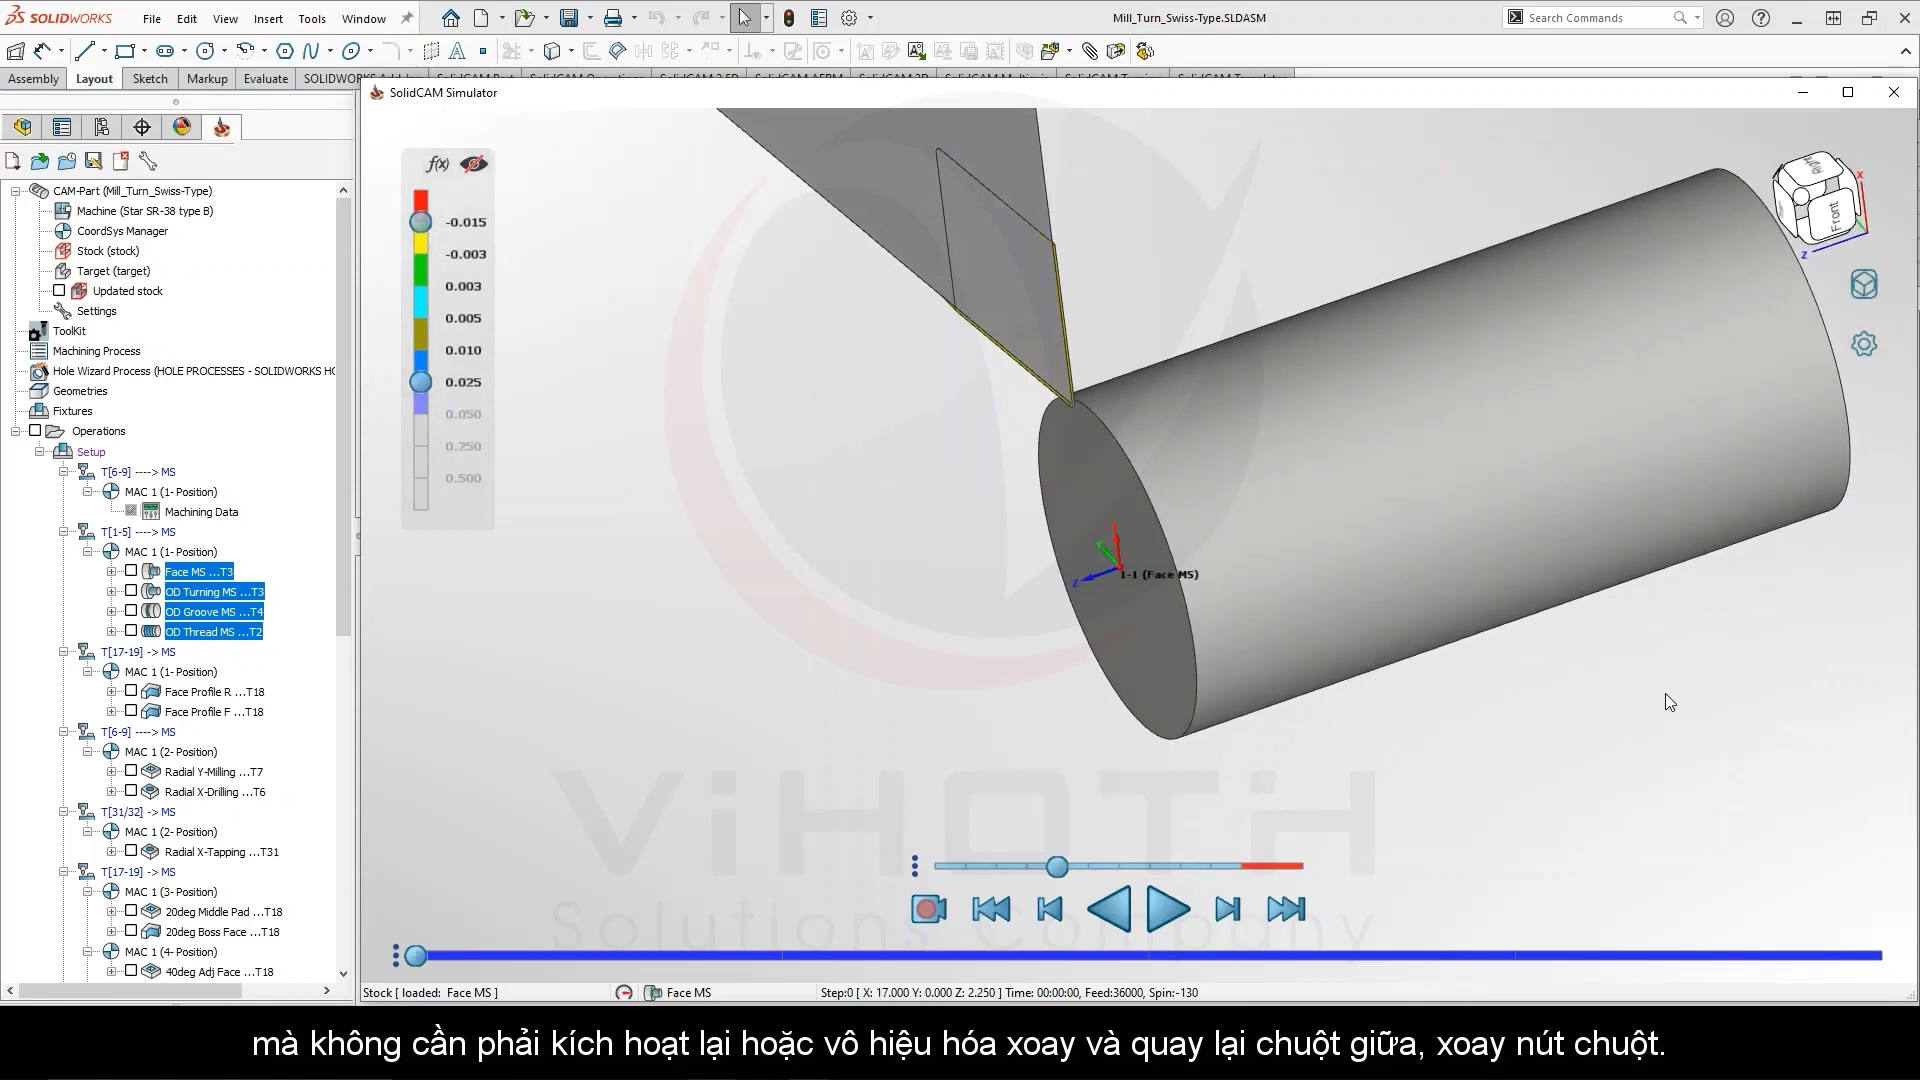 SOLIDWORKS File Edit View Insert Tools Window Mill_Turn_Swiss-Type.SLDASM Search Commands
Assembly Layout Sketch Markup Evaluate
SolidCAM Simulator
CAM-Part (Mill_Turn_Swiss-Type)
Machine (Star SR-38 type B)
CoordSys Manager
Stock (stock)
Target (target)
Updated stock
Settings
ToolKit
Machining Process
Hole Wizard Process (HOLE PROCESSES - SOLIDWORKS HO
Geometries
Fixtures
Operations
Setup
T[6-9] ----> MS
MAC 1 (1- Position)
Machining Data
T[1-5] ----> MS
MAC 1 (1- Position)
Face MS ...T3
OD Turning MS ...T3
OD Groove MS ...T4
OD Thread MS ...T2
T[17-19] -> MS
MAC 1 (1- Position)
Face Profile R ...T18
Face Profile F ...T18
T[6-9] ----> MS
MAC 1 (2- Position)
Radial Y-Milling ...T7
Radial X-Drilling ...T6
T[31/32] -> MS
MAC 1 (2- Position)
Radial X-Tapping ...T31
T[17-19] -> MS
MAC 1 (3- Position)
20deg Middle Pad ...T18
20deg Boss Face ...T18
MAC 1 (4- Position)
40deg Adj Face ...T18
f(x)
-0.015
-0.003
0.003
0.005
0.010
0.025
0.050
0.250
0.500
Right
Front
X
Z
Y
Z
1-1 (Face MS)
ViHOTH
Solutions Company
Stock [ loaded: Face MS ] Face MS Step:0 [ X: 17.000 Y: 0.000 Z: 2.250 ] Time: 00:00:00, Feed:36000, Spin:-130
mà không cần phải kích hoạt lại hoặc vô hiệu hóa xoay và quay lại chuột giữa, xoay nút chuột.